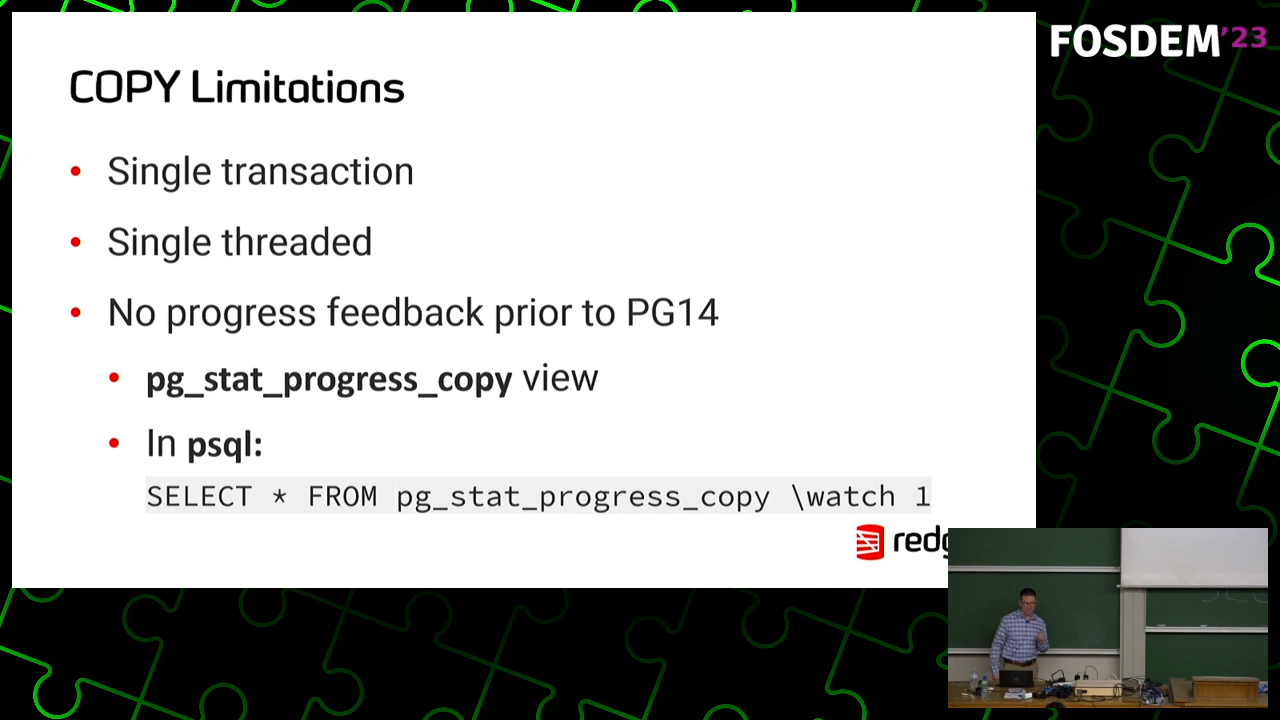 FOSDEM'23
COPY Limitations
• Single transaction
• Single threaded
• No progress feedback prior to PG14
• pg_stat_progress_copy view
• In psql:
SELECT * FROM pg_stat_progress_copy \watch 1